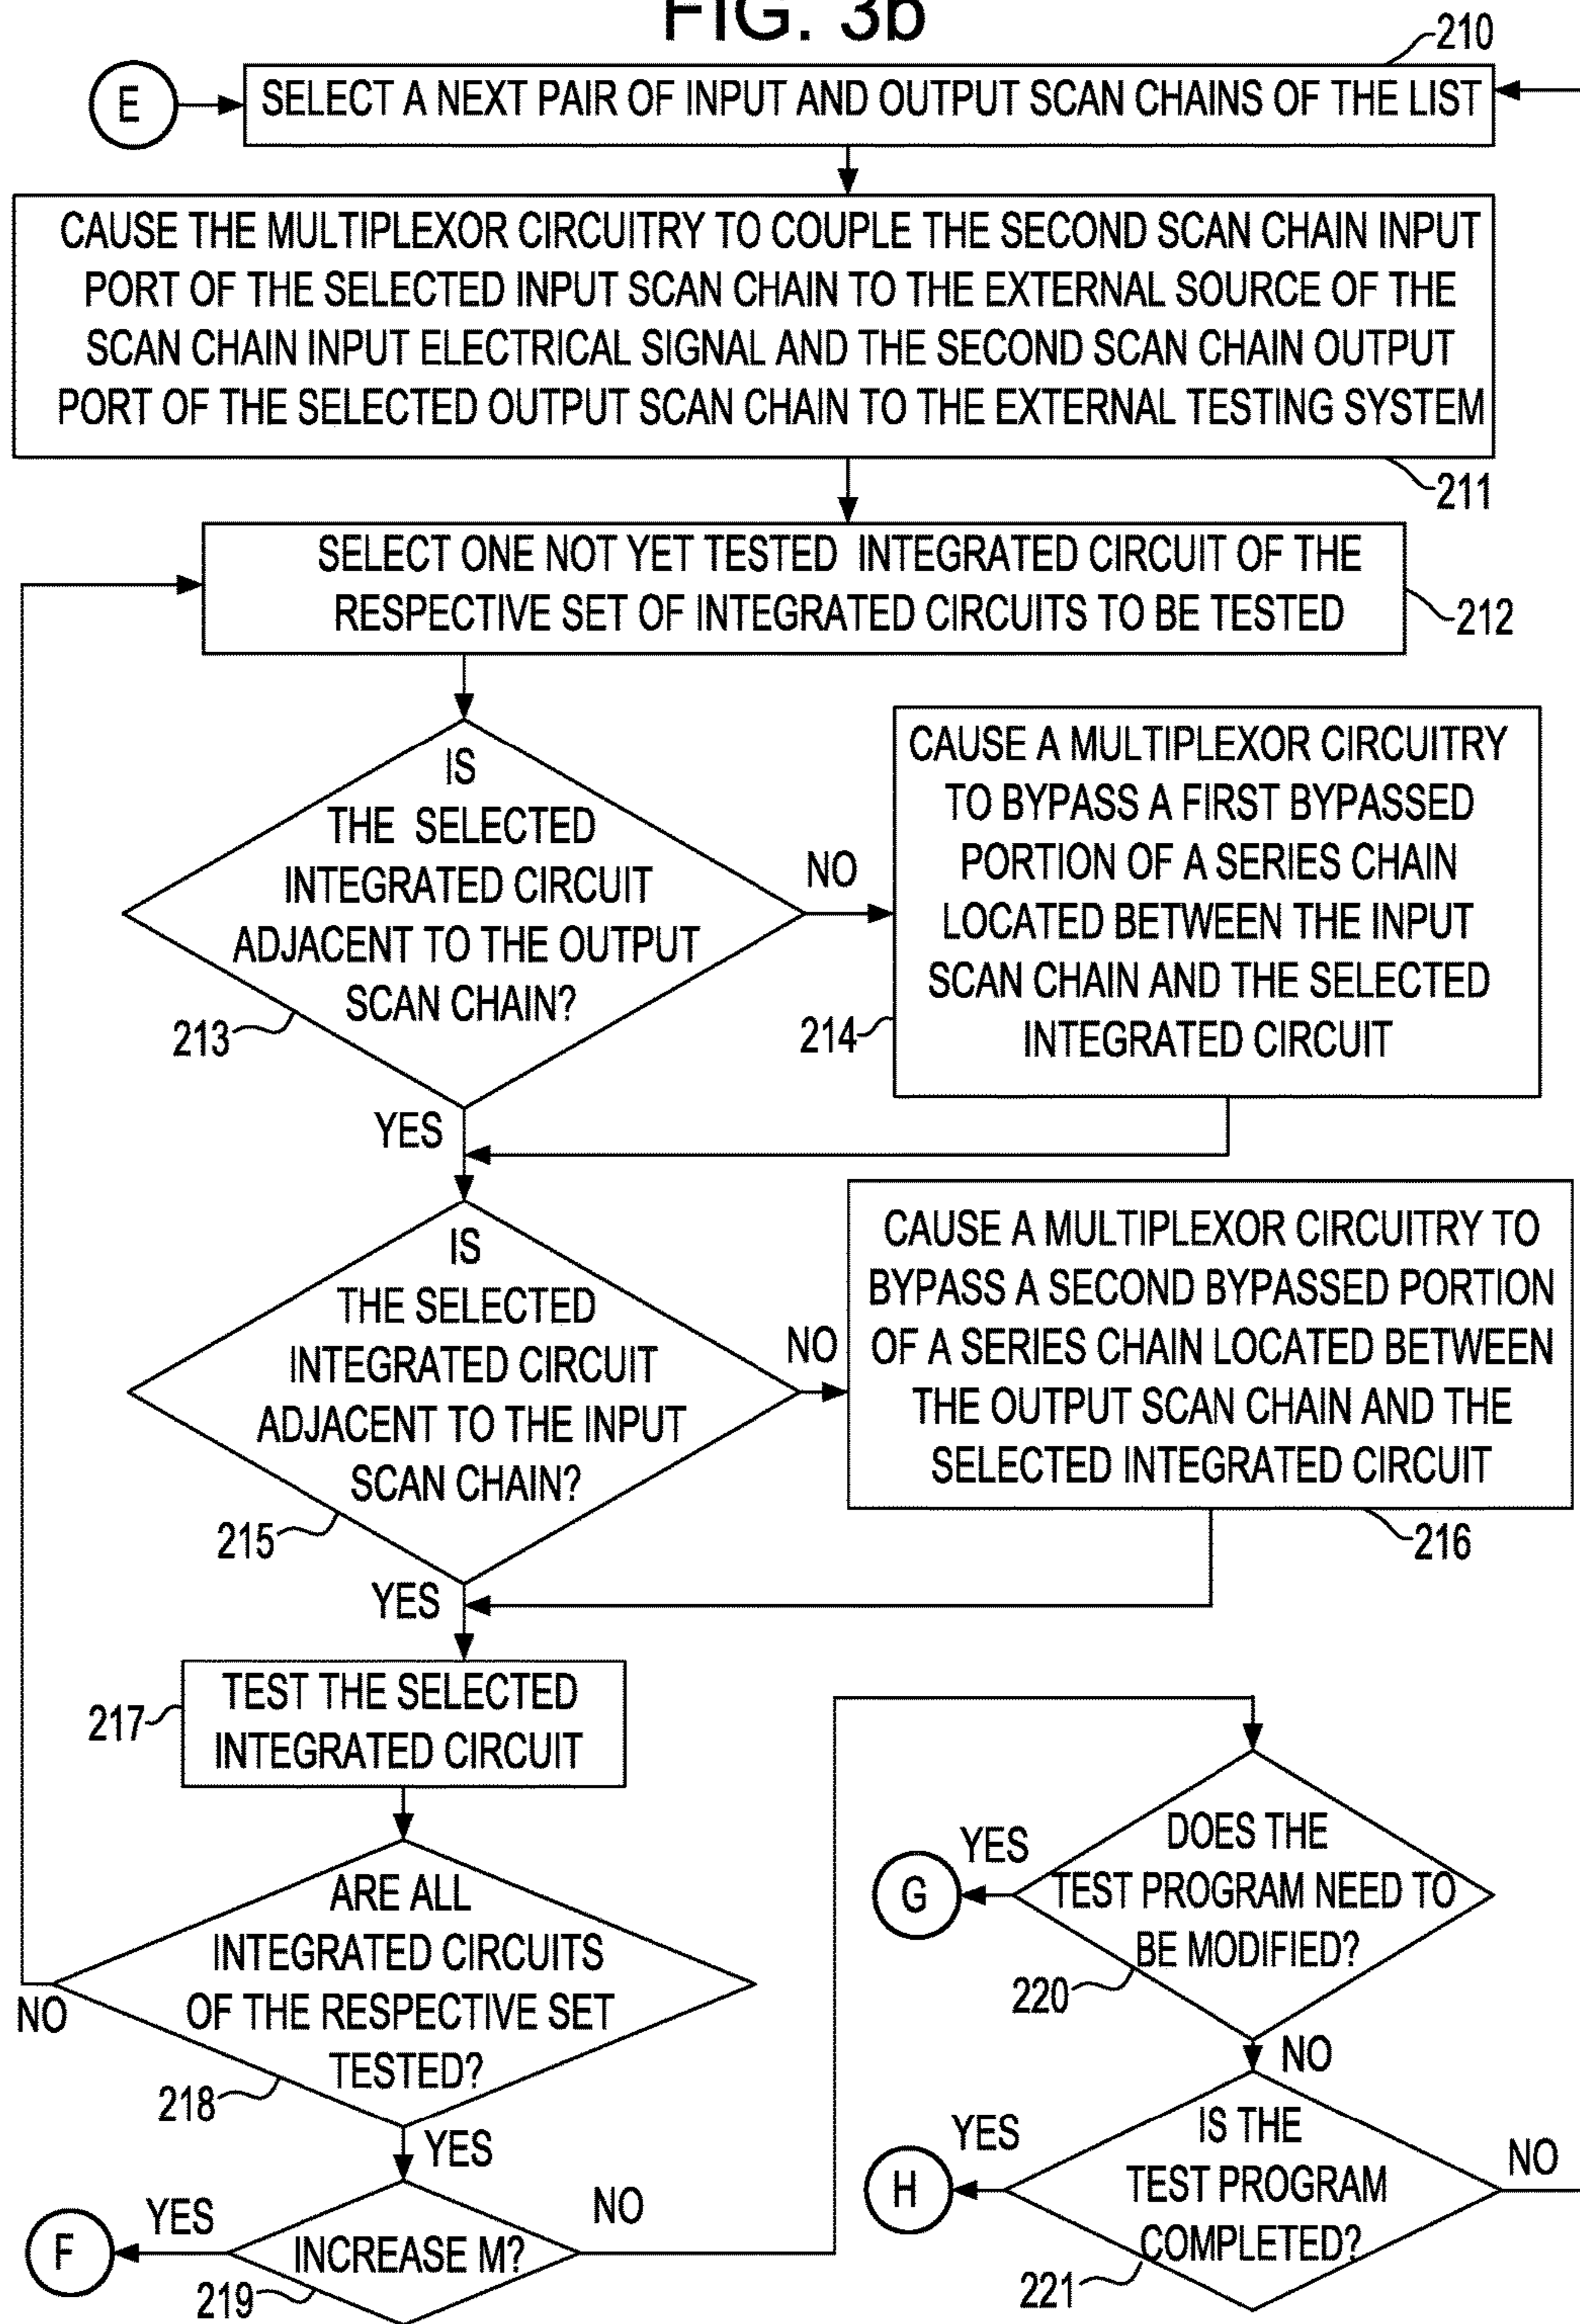 FIG. 3b
210
E
SELECT A NEXT PAIR OF INPUT AND OUTPUT SCAN CHAINS OF THE LIST
CAUSE THE MULTIPLEXOR CIRCUITRY TO COUPLE THE SECOND SCAN CHAIN INPUT
PORT OF THE SELECTED INPUT SCAN CHAIN TO THE EXTERNAL SOURCE OF THE
SCAN CHAIN INPUT ELECTRICAL SIGNAL AND THE SECOND SCAN CHAIN OUTPUT
PORT OF THE SELECTED OUTPUT SCAN CHAIN TO THE EXTERNAL TESTING SYSTEM
211
SELECT ONE NOT YET TESTED INTEGRATED CIRCUIT OF THE
RESPECTIVE SET OF INTEGRATED CIRCUITS TO BE TESTED
212
IS
THE SELECTED
INTEGRATED CIRCUIT
ADJACENT TO THE OUTPUT
SCAN CHAIN?
213
NO
CAUSE A MULTIPLEXOR CIRCUITRY
TO BYPASS A FIRST BYPASSED
PORTION OF A SERIES CHAIN
LOCATED BETWEEN THE INPUT
SCAN CHAIN AND THE SELECTED
INTEGRATED CIRCUIT
214
YES
IS
THE SELECTED
INTEGRATED CIRCUIT
ADJACENT TO THE INPUT
SCAN CHAIN?
215
NO
CAUSE A MULTIPLEXOR CIRCUITRY TO
BYPASS A SECOND BYPASSED PORTION
OF A SERIES CHAIN LOCATED BETWEEN
THE OUTPUT SCAN CHAIN AND THE
SELECTED INTEGRATED CIRCUIT
216
YES
TEST THE SELECTED
INTEGRATED CIRCUIT
217
ARE ALL
INTEGRATED CIRCUITS
OF THE RESPECTIVE SET
TESTED?
NO
218
YES
INCREASE M?
YES
F
219
NO
DOES THE
TEST PROGRAM NEED TO
BE MODIFIED?
YES
G
220
NO
IS THE
TEST PROGRAM
COMPLETED?
YES
H
221
NO